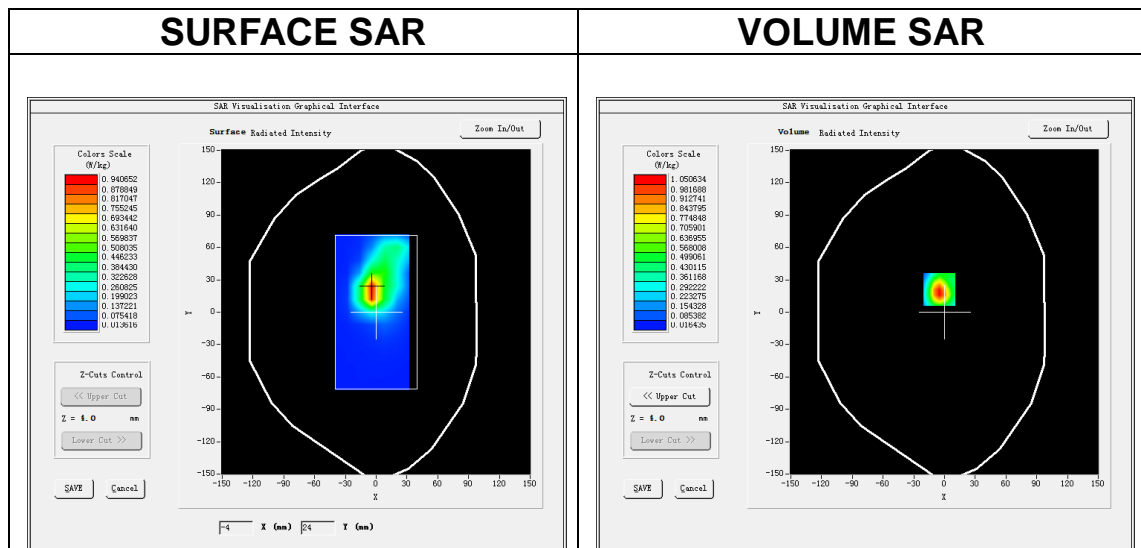 SURFACE SAR
VOLUME SAR
SAR Visualisation Graphical Interface
Surface Radiated Intensity
Zoom In/Out
Colors Scale
(W/kg)
0.940652
0.878849
0.817047
0.755245
0.693442
0.631640
0.569837
0.508035
0.446233
0.384430
0.322628
0.260825
0.199023
0.137221
0.075418
0.013616
150
120
90
60
30
0
-30
-60
-90
-120
-150
Y
-150 -120 -90 -60 -30 0 30 60 90 120 150
X
Z-Cuts Control
<< Upper Cut
Z = 4.0 mm
Lower Cut >>
SAVE Cancel
-4 X (mm) 24 Y (mm)
SAR Visualisation Graphical Interface
Volume Radiated Intensity
Zoom In/Out
Colors Scale
(W/kg)
1.050634
0.981688
0.912741
0.843795
0.774848
0.705901
0.636955
0.568008
0.499061
0.430115
0.361168
0.292222
0.223275
0.154328
0.085382
0.016435
150
120
90
60
30
0
-30
-60
-90
-120
-150
Y
-150 -120 -90 -60 -30 0 30 60 90 120 150
X
Z-Cuts Control
<< Upper Cut
Z = 4.0 mm
Lower Cut >>
SAVE Cancel